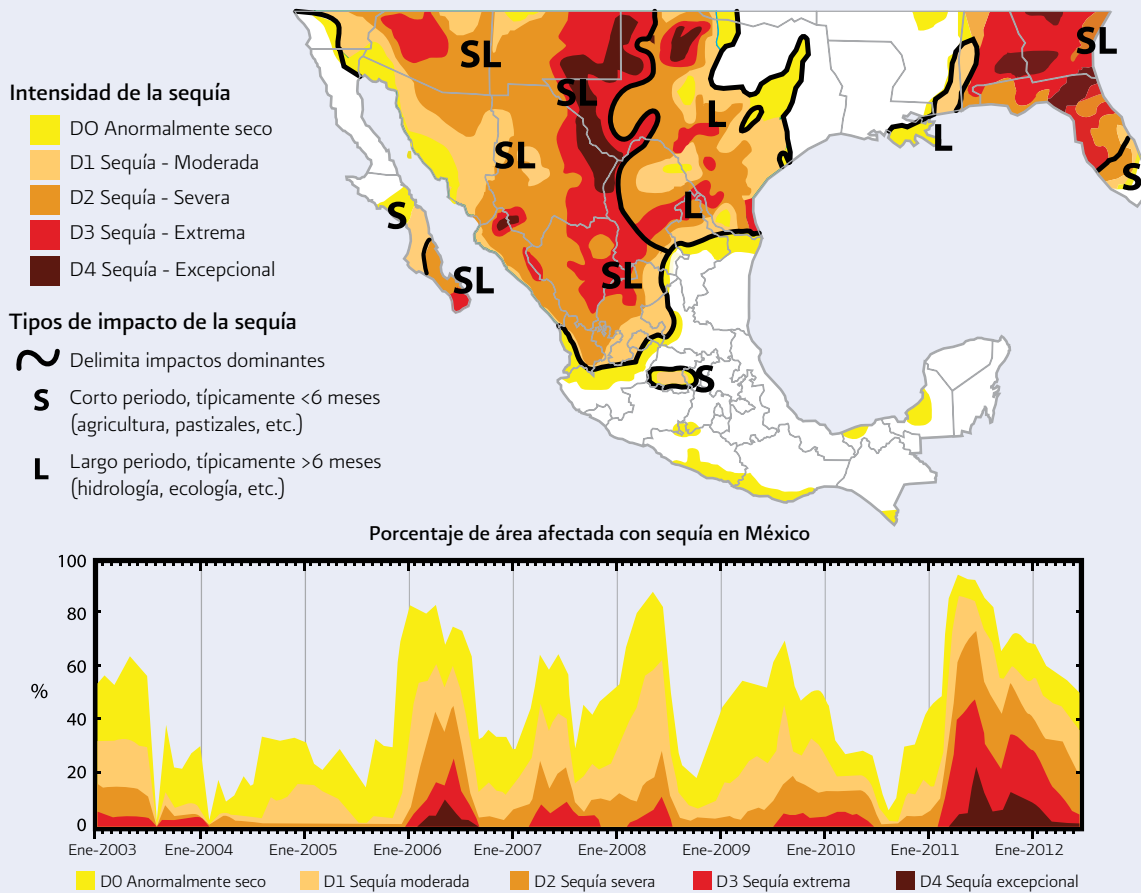 Intensidad de la sequía
D0 Anormalmente seco
D1 Sequía - Moderada
D2 Sequía - Severa
D3 Sequía - Extrema
D4 Sequía - Excepcional
Tipos de impacto de la sequía
Delimita impactos dominantes
S Corto periodo, típicamente <6 meses
(agricultura, pastizales, etc.)
L Largo periodo, típicamente >6 meses
(hidrología, ecología, etc.)
SL
SL
SL
L
L
SL
S
S
L
SL
SL
S
Porcentaje de área afectada con sequía en México
100
80
60
%
40
20
0
Ene-2003 Ene-2004 Ene-2005 Ene-2006 Ene-2007 Ene-2008 Ene-2009 Ene-2010 Ene-2011 Ene-2012
D0 Anormalmente seco D1 Sequía moderada D2 Sequía severa D3 Sequía extrema D4 Sequía excepcional